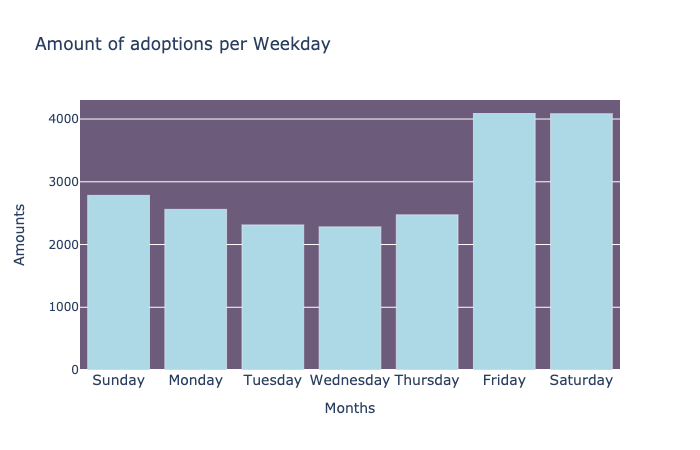 Amount of adoptions per Weekday
Amounts
4000
3000
2000
1000
0
Sunday Monday Tuesday Wednesday Thursday Friday Saturday
Months